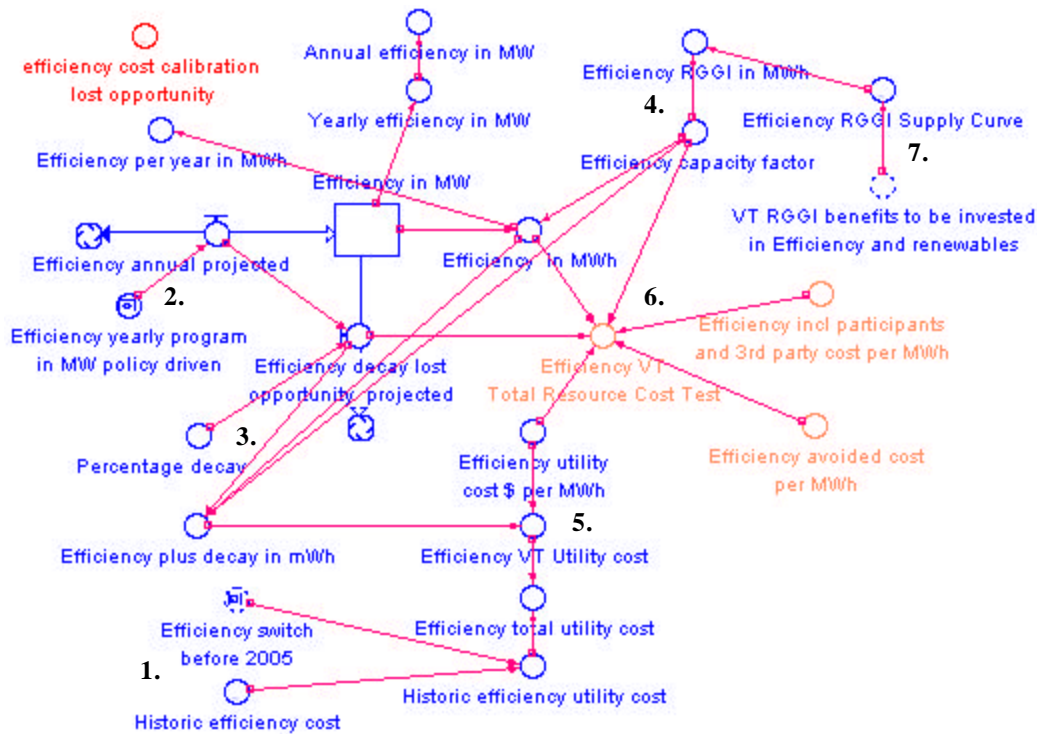 efficiency cost calibration
lost opportunity
Annual efficiency in MW
Efficiency RGGI in MWh
4.
Yearly efficiency in MW
Efficiency RGGI Supply Curve
Efficiency per year in MWh
Efficiency capacity factor
7.
Efficiency in MW
VT RGGI benefits to be invested
in Efficiency and renewables
Efficiency annual projected
Efficiency in MWh
2.
6.
Efficiency yearly program
in MW policy driven
Efficiency incl participants
and 3rd party cost per MWh
Efficiency decay lost
opportunity projected
Efficiency VT
Total Resource Cost Test
3.
Percentage decay
Efficiency utility
cost $ per MWh
Efficiency avoided cost
per MWh
5.
Efficiency plus decay in mWh
Efficiency VT Utility cost
Efficiency switch
before 2005
Efficiency total utility cost
1.
Historic efficiency cost
Historic efficiency utility cost